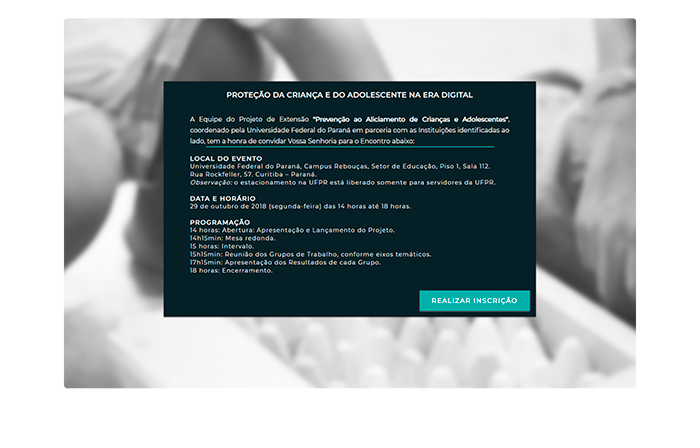 PROTEÇÃO DA CRIANÇA E DO ADOLESCENTE NA ERA DIGITAL
A Equipe do Projeto de Extensão "Prevenção ao Aliciamento de Crianças e Adolescentes",
coordenado pela Universidade Federal do Paraná em parceria com as Instituições identificadas ao
lado, tem a honra de convidar Vossa Senhoria para o Encontro abaixo:
LOCAL DO EVENTO
Universidade Federal do Paraná, Campus Rebouças, Setor de Educação, Piso 1, Sala 112.
Rua Rockfeller, 57. Curitiba – Paraná.
Observação: o estacionamento na UFPR está liberado somente para servidores da UFPR.
DATA E HORÁRIO
29 de outubro de 2018 (segunda-feira) das 14 horas até 18 horas.
PROGRAMAÇÃO
14 horas: Abertura: Apresentação e Lançamento do Projeto.
14h15min: Mesa redonda.
15 horas: Intervalo.
15h15min: Reunião dos Grupos de Trabalho, conforme eixos temáticos.
17h15min: Apresentação dos Resultados de cada Grupo.
18 horas: Encerramento.
REALIZAR INSCRIÇÃO